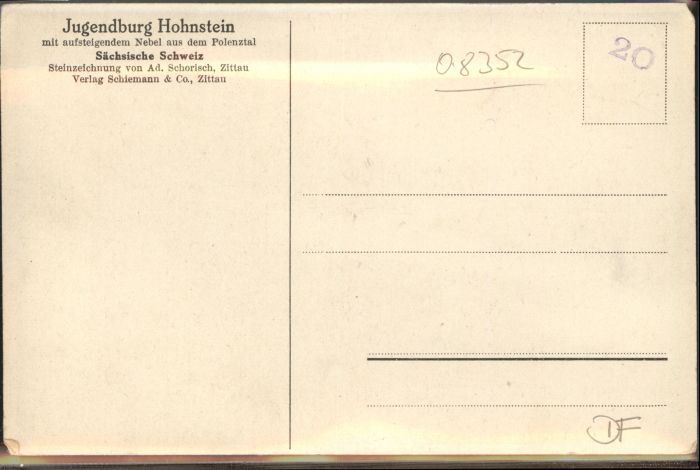 Jugendburg Hohnstein
mit aufsteigendem Nebel aus dem Polenztal
Sächsische Schweiz
Steinzeichnung von Ad. Schorisch, Zittau
Verlag Schiemann & Co., Zittau
08352
20
DF